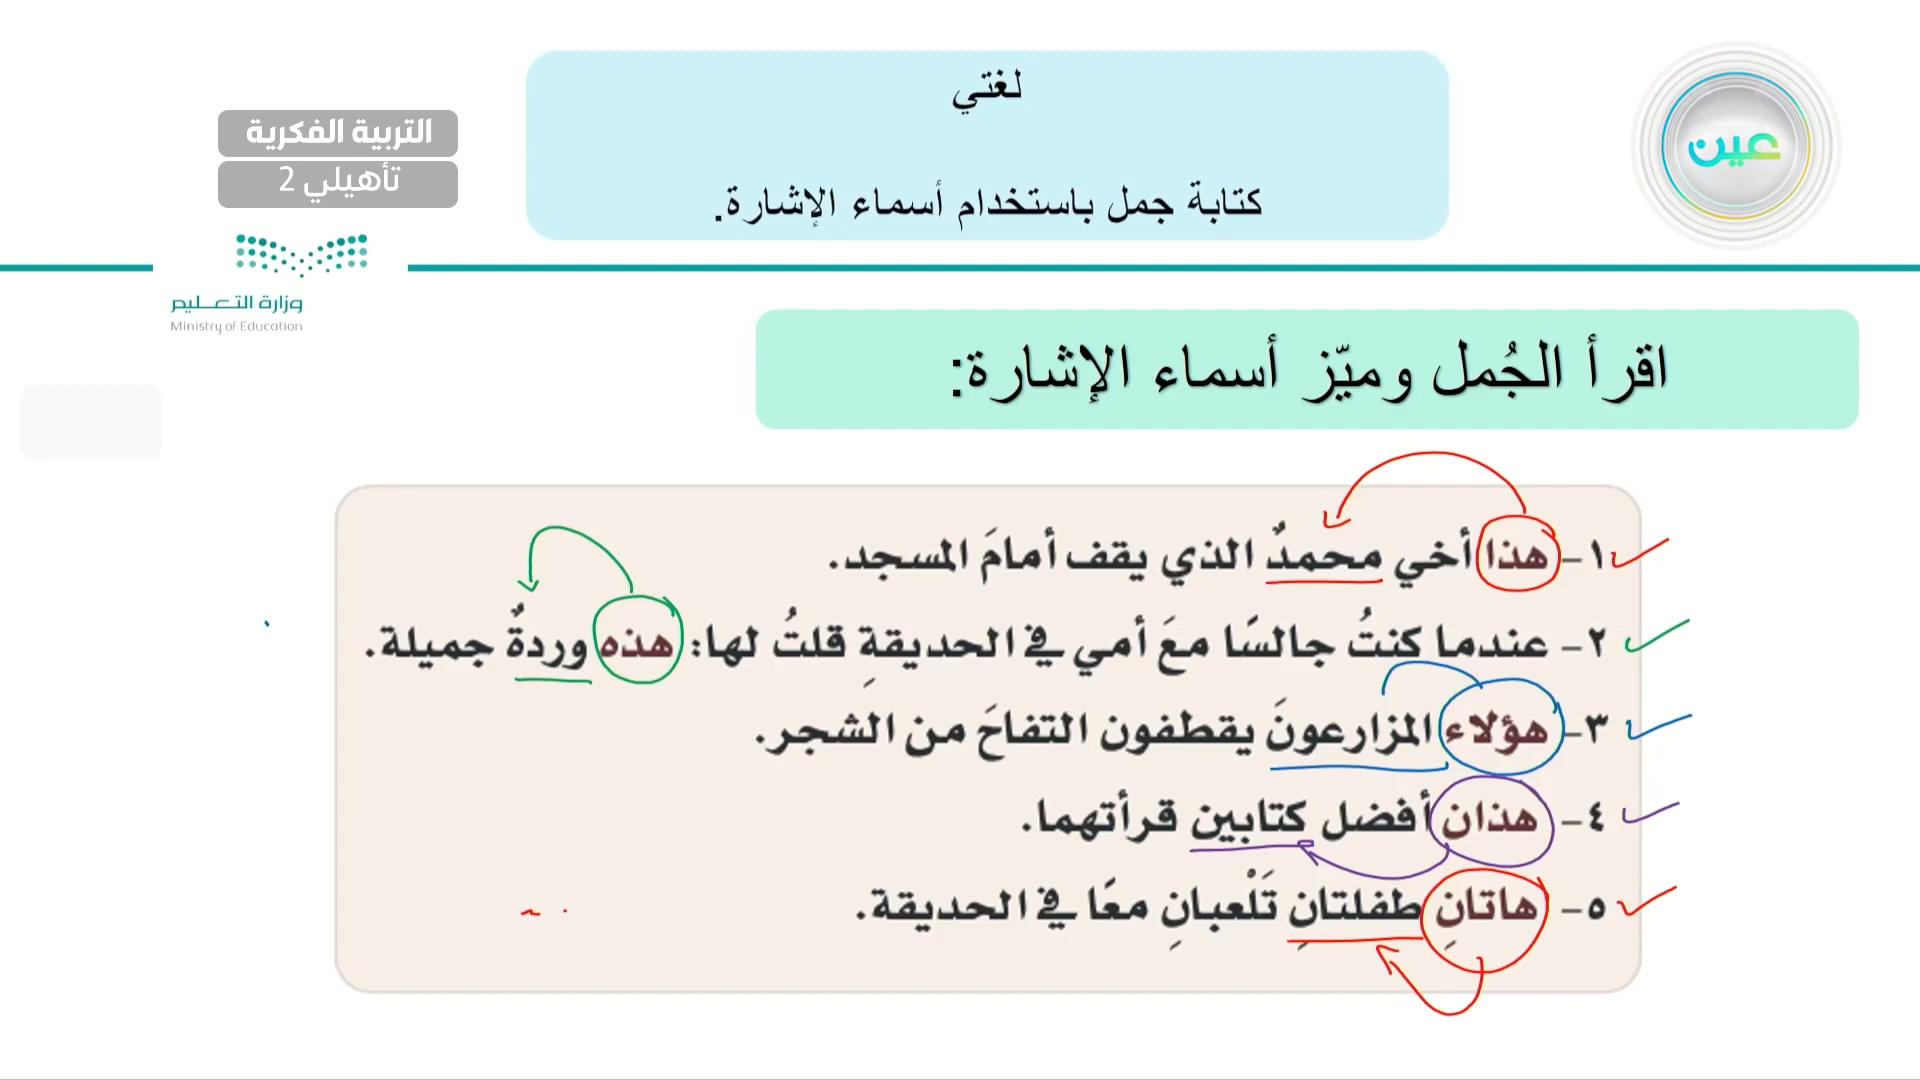 لغتي
كتابة جمل باستخدام أسماء الإشارة.
عين
التربية الفكرية
تأهيلي 2
وزارة التعليم
Ministry of Education
اقرأ الجُمل وميّز أسماء الإشارة:
١- هذا أخي محمدٌ الذي يقف أمامَ المسجد.
٢- عندما كنتُ جالسًا معَ أمي في الحديقةِ قلتُ لها: هذه وردةٌ جميلة.
٣- هؤلاء المزارعونَ يقطفون التفاحَ من الشجر.
٤- هذان أفضل كتابين قرأتهما.
٥- هاتانِ طفلتانِ تَلْعبانِ معًا في الحديقة.